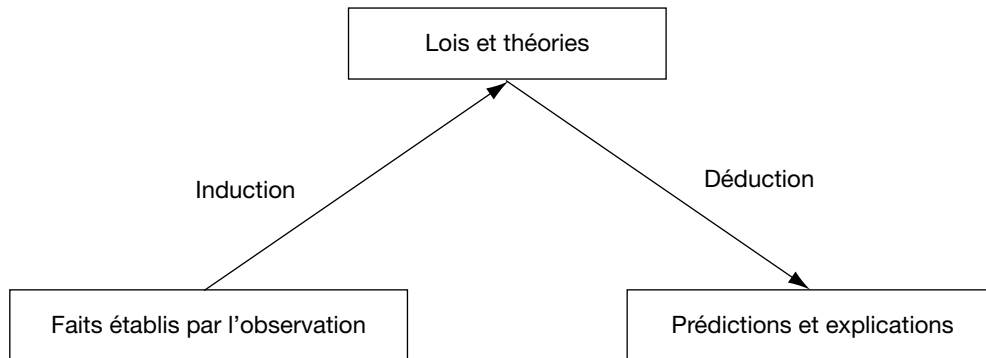 Lois et théories
Induction
Déduction
Faits établis par l’observation
Prédictions et explications